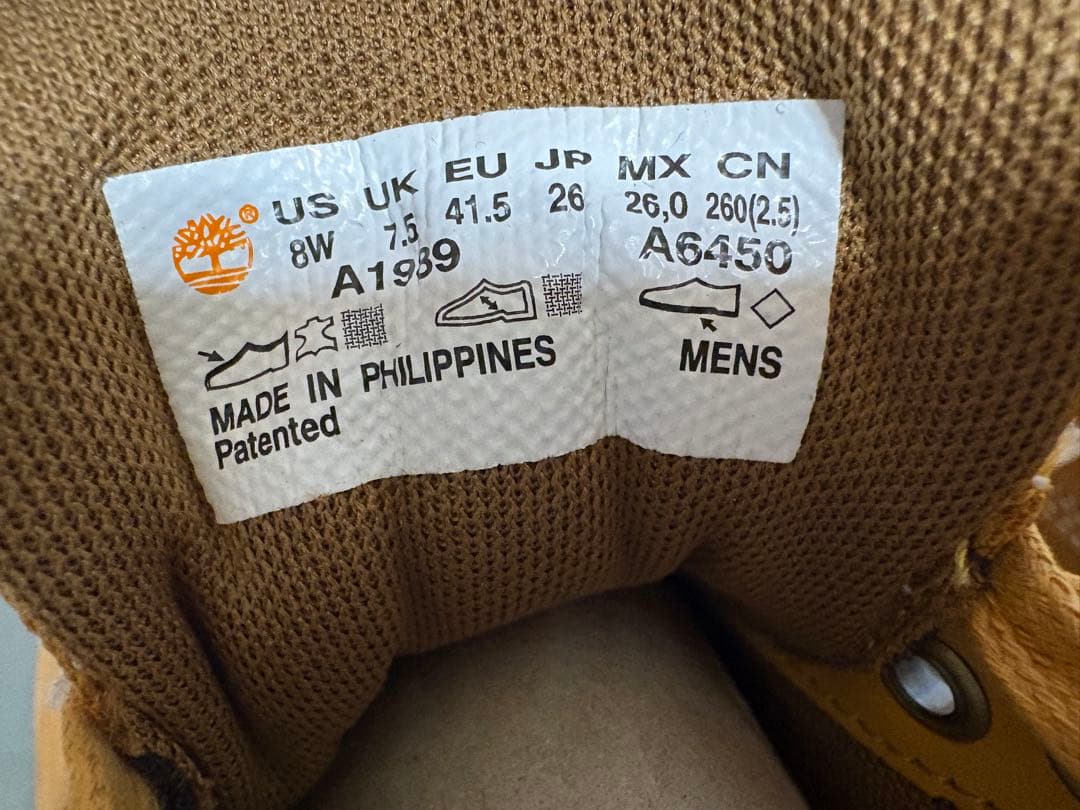 US UK EU JP MX CN
8W 7.5 41.5 26 26,0 260(2.5)
A1989 A6450
MADE IN PHILIPPINES MENS
Patented
®